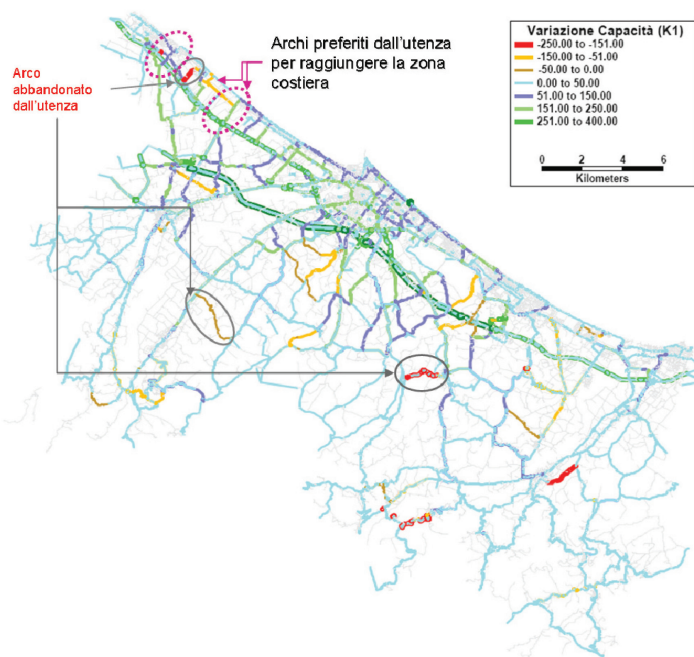 Archi preferiti dall'utenza
per raggiungere la zona
costiera
Arco
abbandonato
dall'utenza
Variazione Capacità (K1)
-250.00 to -151.00
-150.00 to -51.00
-50.00 to 0.00
0.00 to 50.00
51.00 to 150.00
151.00 to 250.00
251.00 to 400.00
0 2 4 6
Kilometers